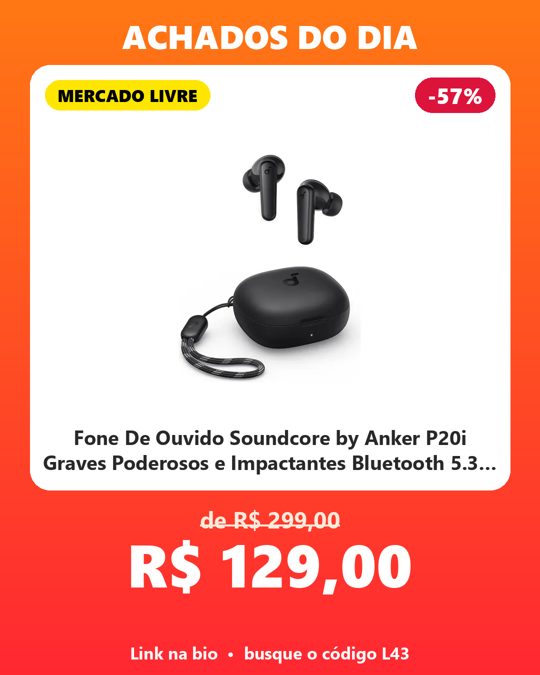 ACHADOS DO DIA
MERCADO LIVRE
-57%
Fone De Ouvido Soundcore by Anker P20i
Graves Poderosos e Impactantes Bluetooth 5.3...
de R$ 299,00
R$ 129,00
Link na bio • busque o código L43